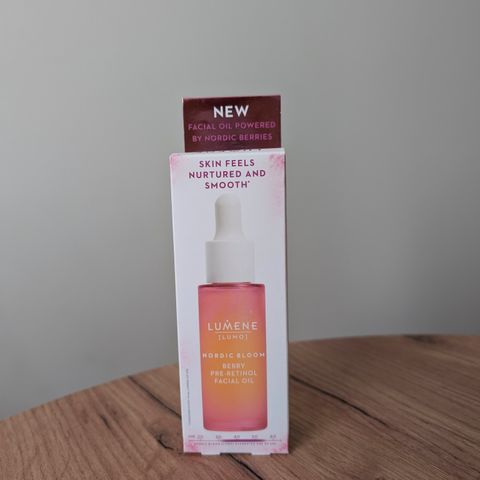 NEW
FACIAL OIL POWERED
BY NORDIC BERRIES
SKIN FEELS
NURTURED AND
SMOOTH*
LUMENE
[LUMO]
NORDIC BLOOM
BERRY
PRE-RETINOL
FACIAL OIL